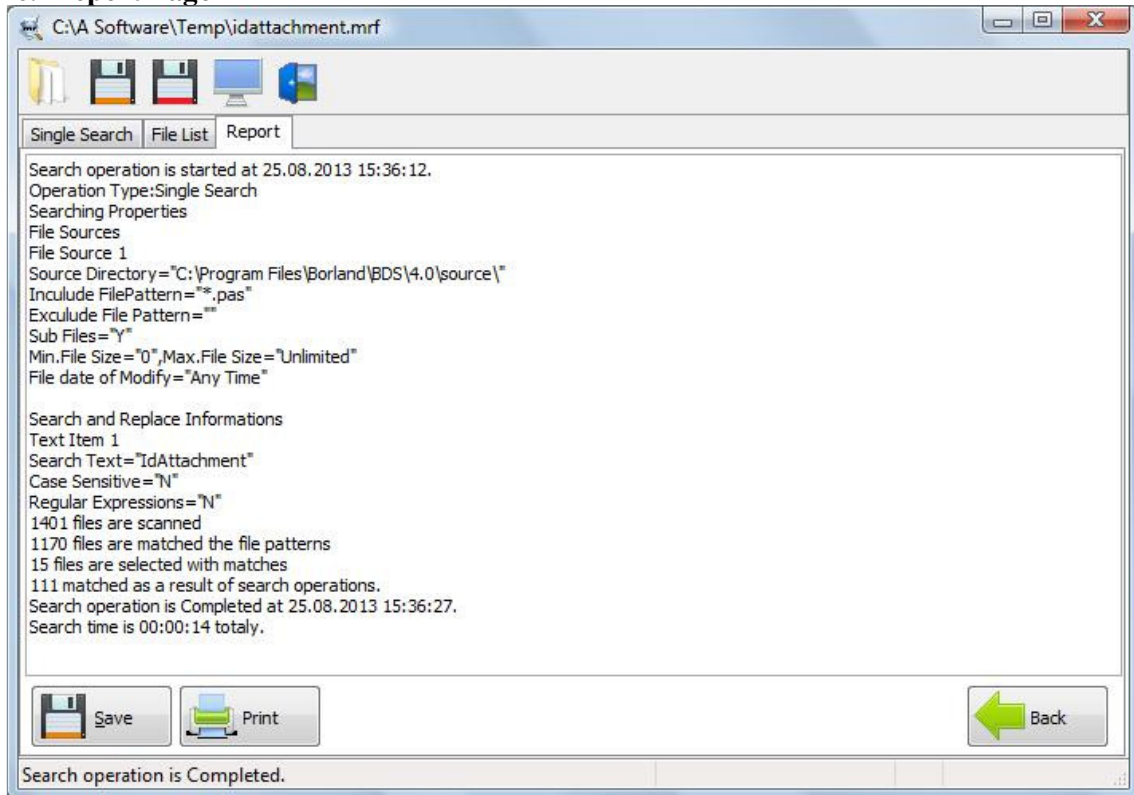 C:\A Software\Temp\idattachment.mrf
Single Search File List Report
Search operation is started at 25.08.2013 15:36:12.
Operation Type:Single Search
Searching Properties
File Sources
File Source 1
Source Directory="C:\Program Files\Borland\BDS\4.0\source\"
Inculude FilePattern="*.pas"
Exculude File Pattern=""
Sub Files="Y"
Min.File Size="0",Max.File Size="Unlimited"
File date of Modify="Any Time"
Search and Replace Informations
Text Item 1
Search Text="IdAttachment"
Case Sensitive="N"
Regular Expressions="N"
1401 files are scanned
1170 files are matched the file patterns
15 files are selected with matches
111 matched as a result of search operations.
Search operation is Completed at 25.08.2013 15:36:27.
Search time is 00:00:14 totaly.
Save Print Back
Search operation is Completed.